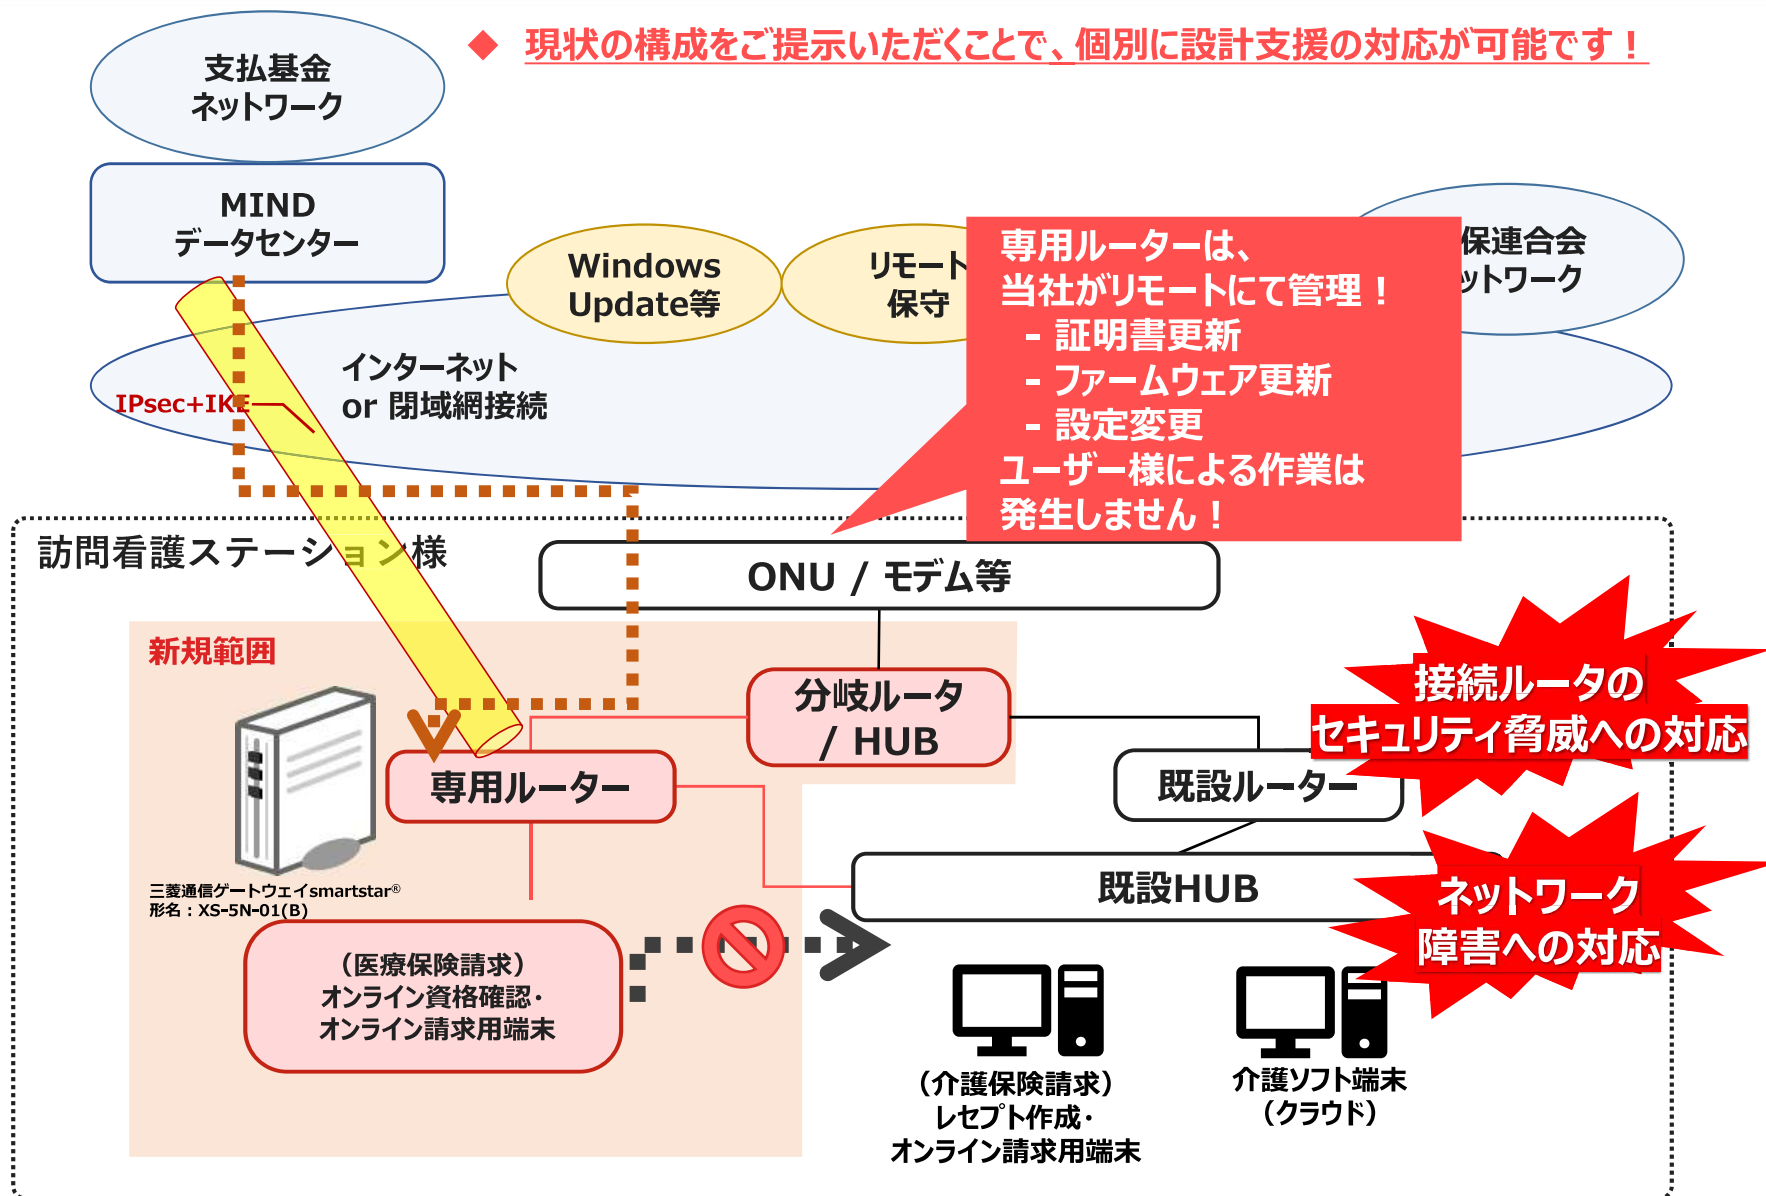 ◆ 現状の構成をご提示いただくことで、個別に設計支援の対応が可能です！
支払基金
ネットワーク
MIND
データセンター
Windows
Update等
リモート
保守
保連合会
ットワーク
専用ルーターは、
当社がリモートにて管理！
- 証明書更新
- ファームウェア更新
- 設定変更
ユーザー様による作業は
発生しません！
インターネット
or 閉域網接続
IPsec+IKE
訪問看護ステーション様
ONU / モデム等
新規範囲
分岐ルータ
/ HUB
接続ルータの
セキュリティ脅威への対応
専用ルーター
既設ルーター
三菱通信ゲートウェイsmartstar®
形名：XS-5N-01(B)
既設HUB
ネットワーク
障害への対応
（医療保険請求）
オンライン資格確認・
オンライン請求用端末
（介護保険請求）
レセプト作成・
オンライン請求用端末
介護ソフト端末
（クラウド）